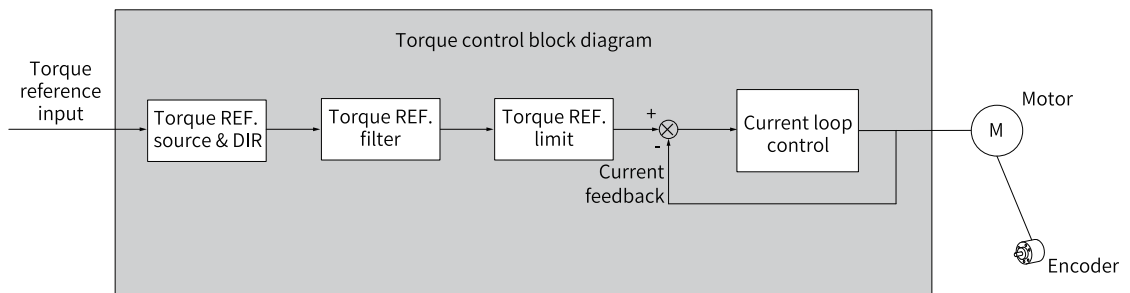 Torque control block diagram
Torque
reference
input
Torque REF.
source & DIR
Torque REF.
filter
Torque REF.
limit
+
-
Current
feedback
Current loop
control
Motor
M
Encoder